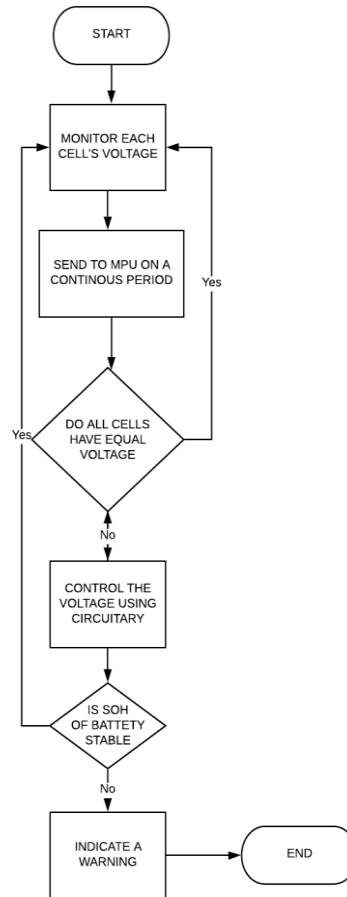 START
MONITOR EACH
CELL'S VOLTAGE
SEND TO MPU ON A
CONTINOUS PERIOD
Yes
DO ALL CELLS
HAVE EQUAL
VOLTAGE
Yes
No
CONTROL THE
VOLTAGE USING
CIRCUITARY
IS SOH
OF BATTETY
STABLE
No
INDICATE A
WARNING
END